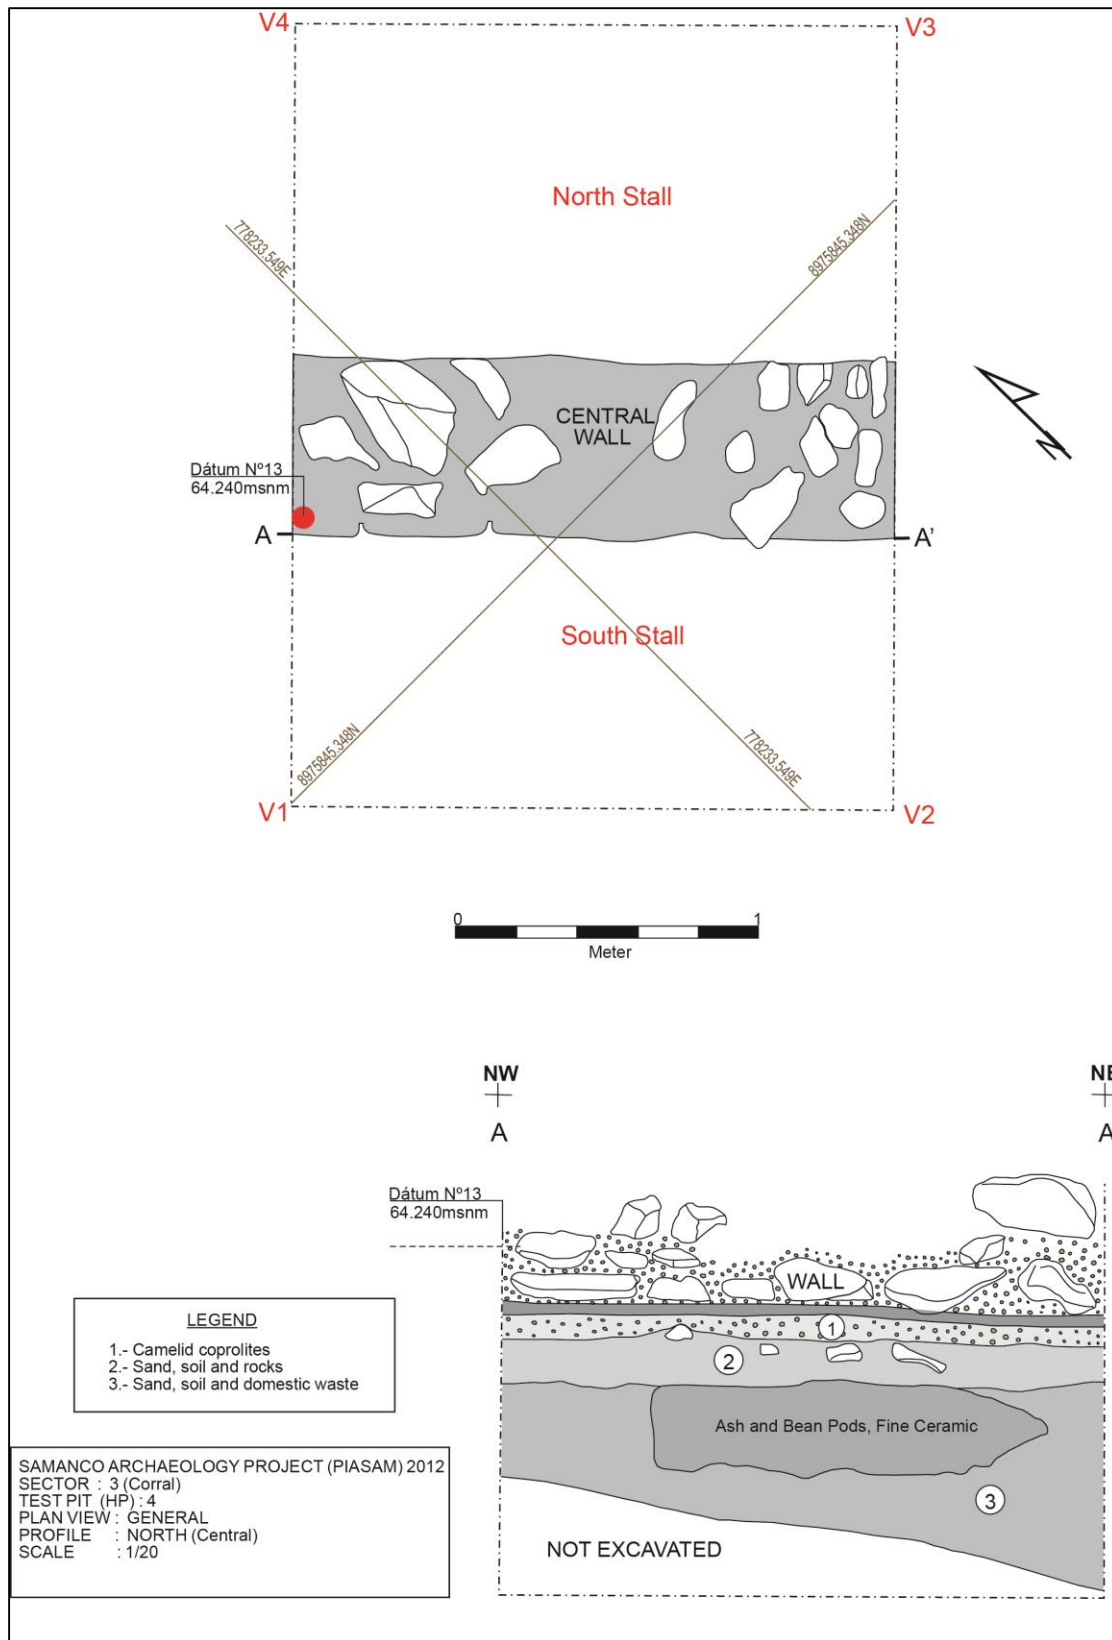 V4
V3
North Stall
778233.549E
8975845.348N
CENTRAL
WALL
Dátum Nº13
64.240msnm
A
A'
N
South Stall
8975845.348N
778233.549E
V1
V2
0
1
Meter
NW
NE
A
A
Dátum Nº13
64.240msnm
WALL
LEGEND
1.- Camelid coprolites
2.- Sand, soil and rocks
3.- Sand, soil and domestic waste
1
2
Ash and Bean Pods, Fine Ceramic
3
NOT EXCAVATED
SAMANCO ARCHAEOLOGY PROJECT (PIASAM) 2012
SECTOR : 3 (Corral)
TEST PIT (HP) : 4
PLAN VIEW : GENERAL
PROFILE : NORTH (Central)
SCALE : 1/20